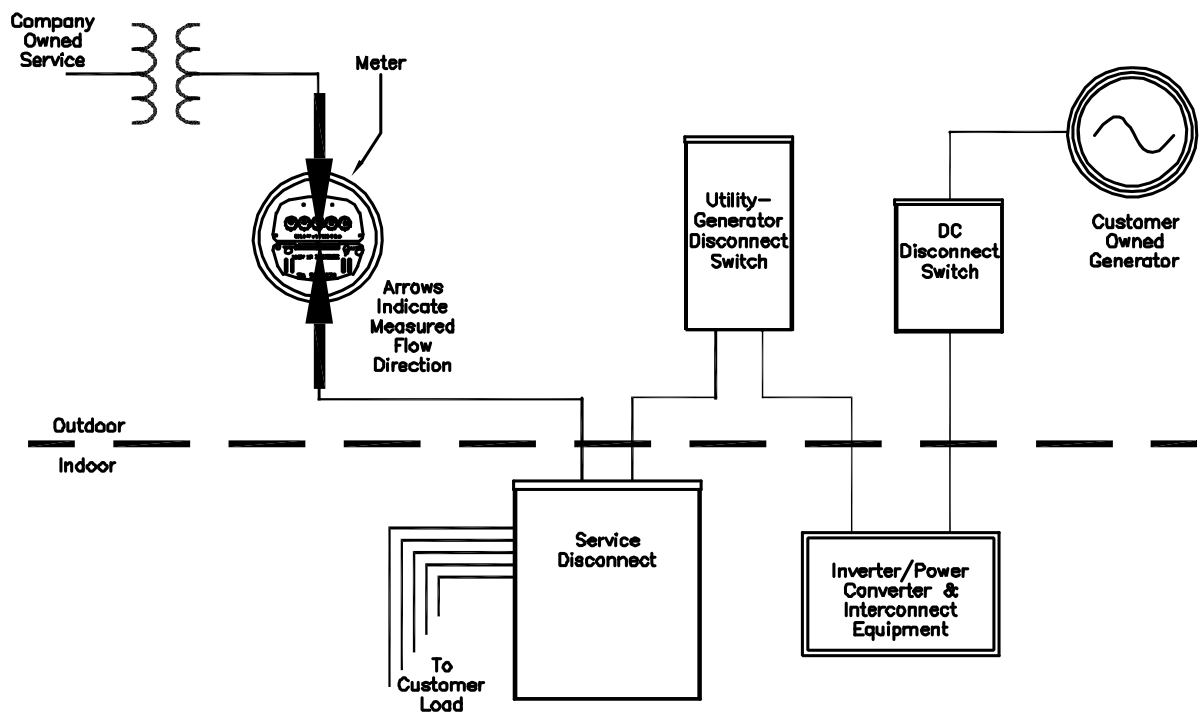 Company
Owned
Service
Meter
Utility-
Generator
Disconnect
Switch
DC
Disconnect
Switch
Customer
Owned
Generator
Arrows
Indicate
Measured
Flow
Direction
Outdoor
Indoor
Service
Disconnect
Inverter/Power
Converter &
Interconnect
Equipment
To
Customer
Load